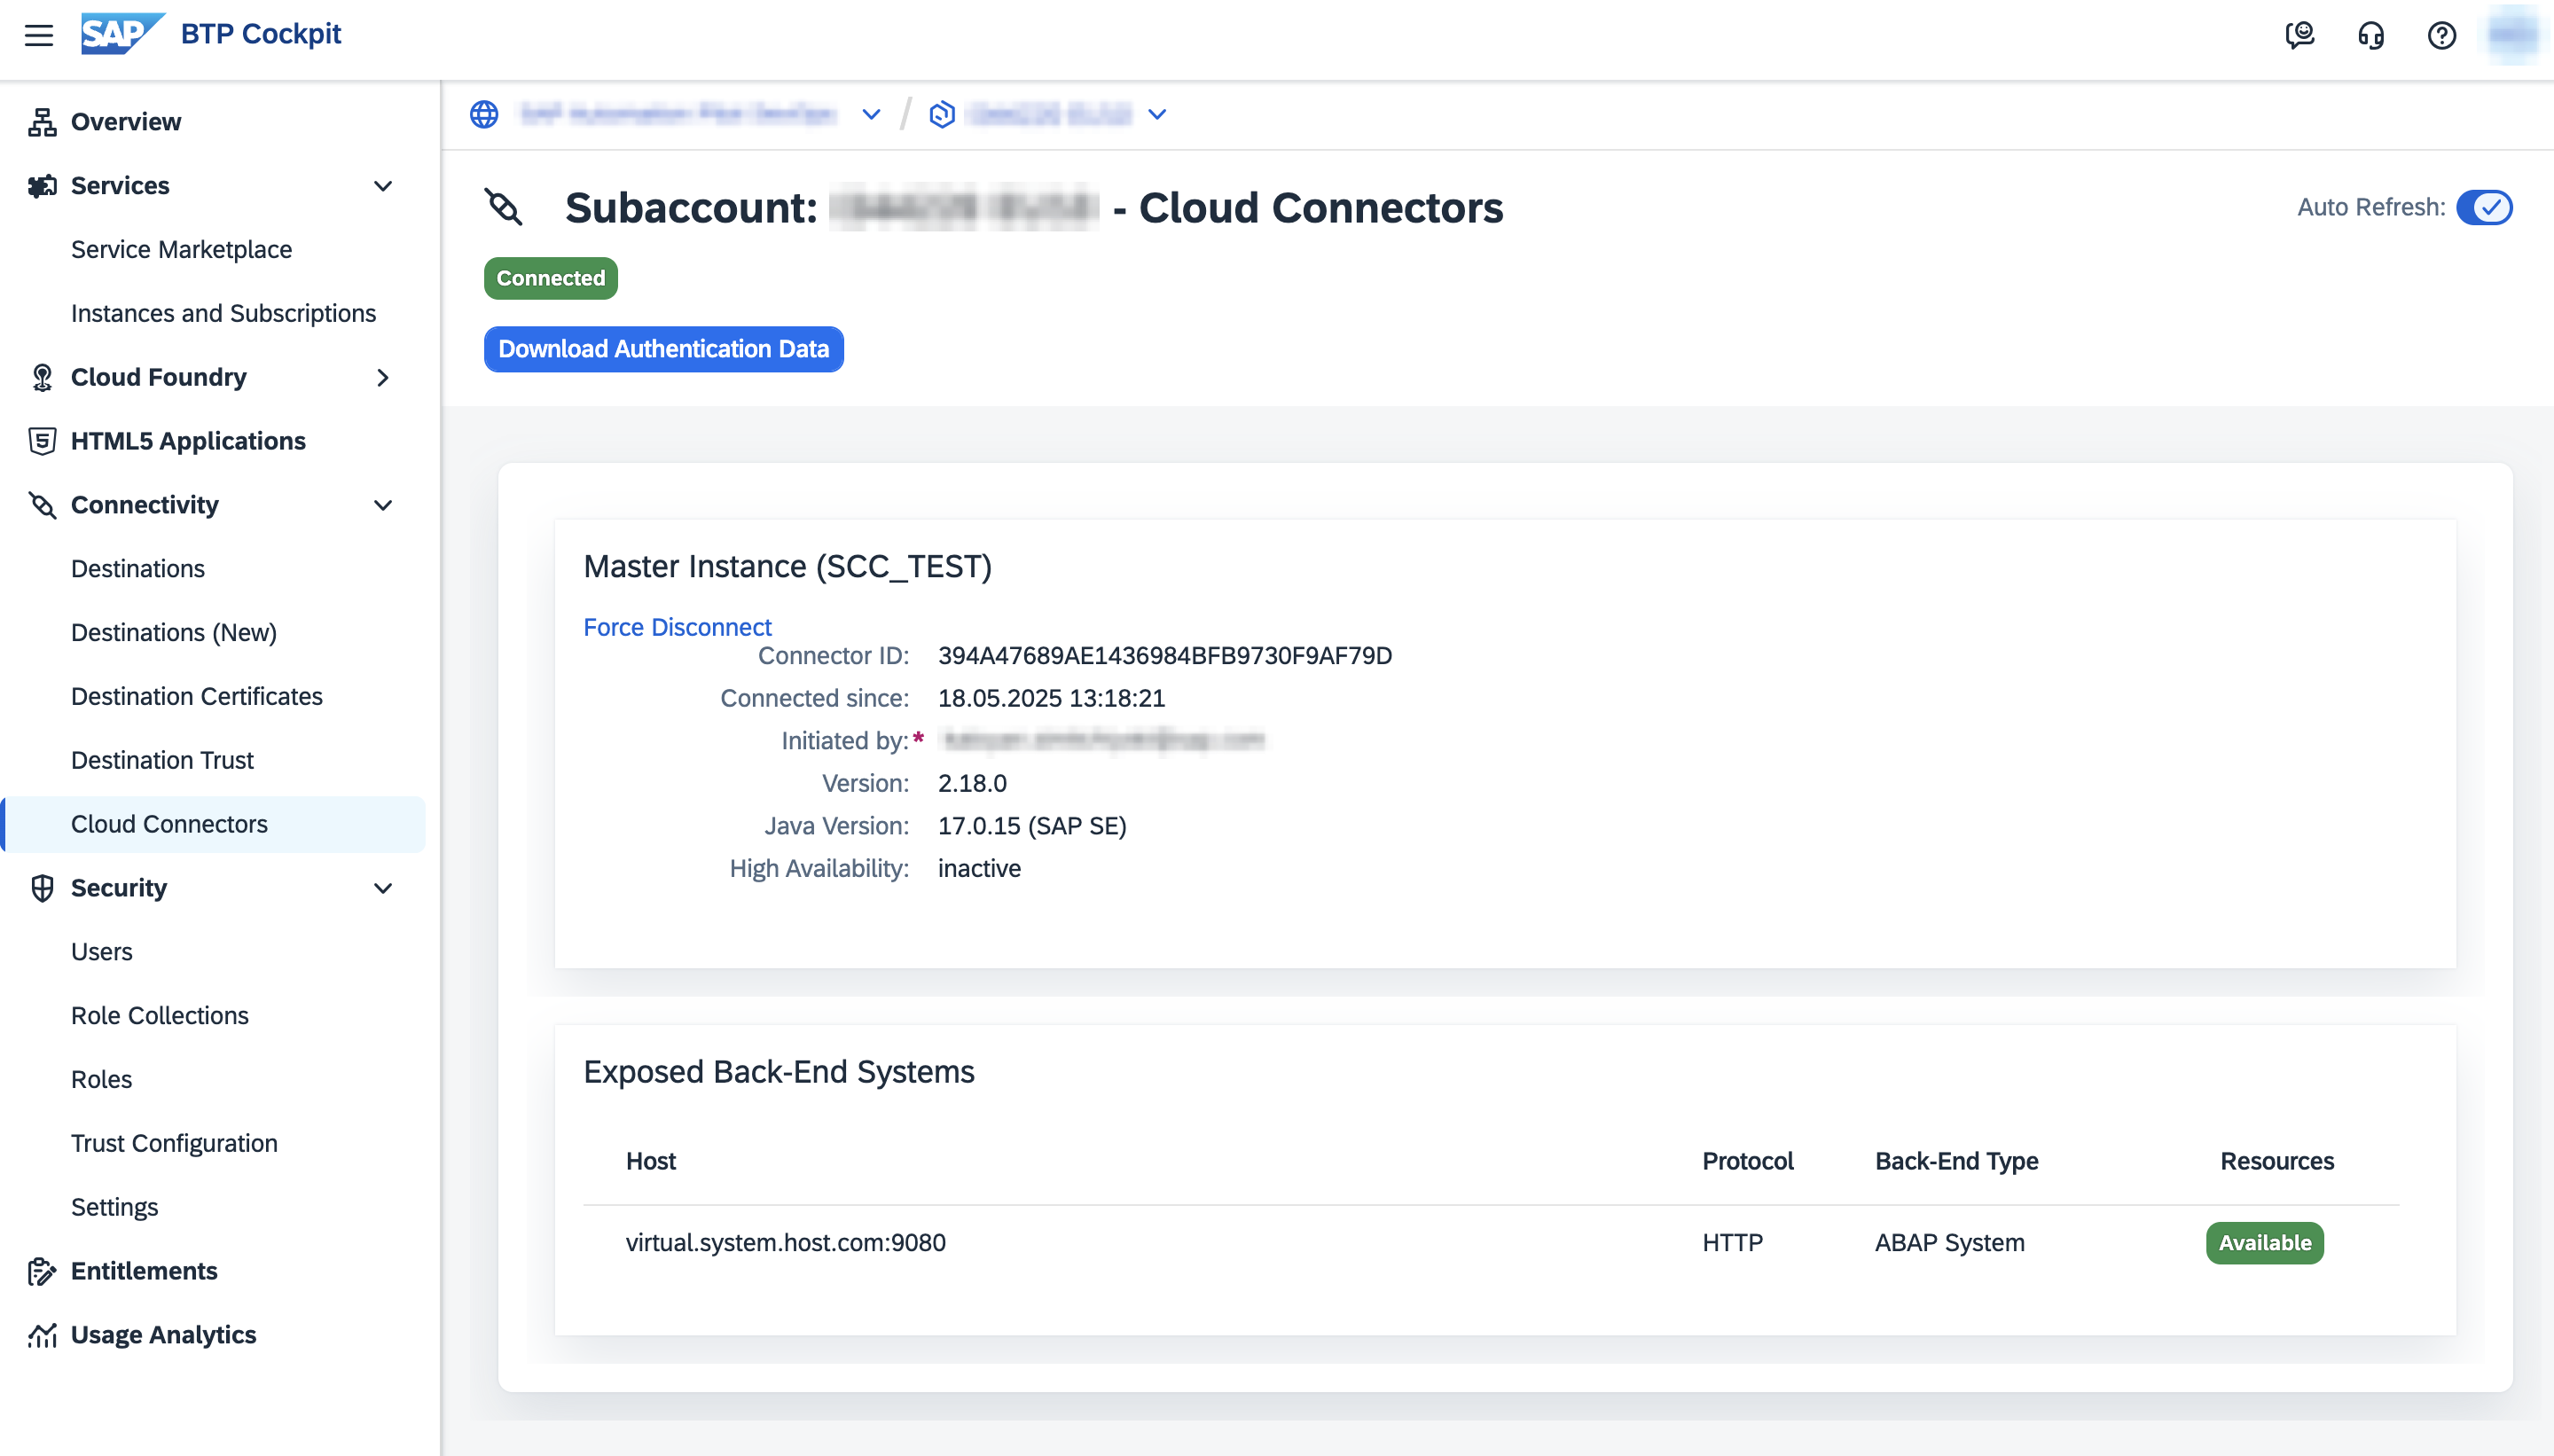 SAP BTP Cockpit
Overview
Services
Service Marketplace
Instances and Subscriptions
Cloud Foundry
HTML5 Applications
Connectivity
Destinations
Destinations (New)
Destination Certificates
Destination Trust
Cloud Connectors
Security
Users
Role Collections
Roles
Trust Configuration
Settings
Entitlements
Usage Analytics
/
Subaccount: - Cloud Connectors
Auto Refresh:
Connected
Download Authentication Data
Master Instance (SCC_TEST)
Force Disconnect
Connector ID: 394A47689AE1436984BFB9730F9AF79D
Connected since: 18.05.2025 13:18:21
Initiated by:*
Version: 2.18.0
Java Version: 17.0.15 (SAP SE)
High Availability: inactive
Exposed Back-End Systems
Host Protocol Back-End Type Resources
virtual.system.host.com:9080 HTTP ABAP System Available